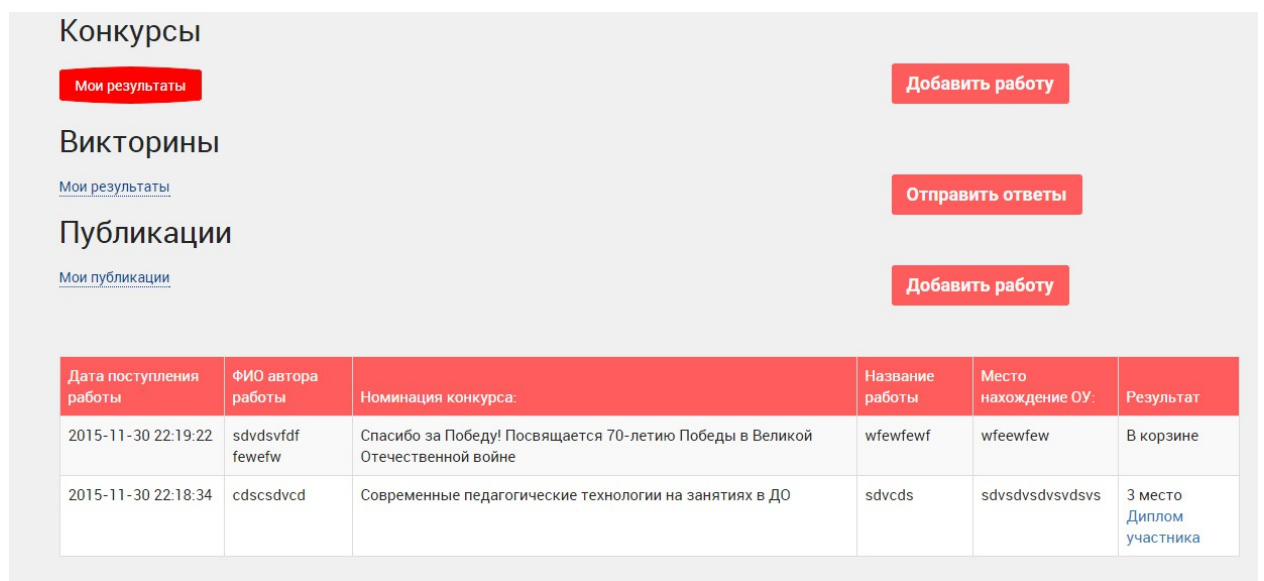 Конкурсы
Мои результаты
Добавить работу
Викторины
Мои результаты
Отправить ответы
Публикации
Мои публикации
Добавить работу
Дата поступления работы
ФИО автора работы
Номинация конкурса:
Название работы
Место нахождение ОУ:
Результат
2015-11-30 22:19:22
sdvdsvfdf fewefw
Спасибо за Победу! Посвящается 70-летию Победы в Великой
Отечественной войне
wfewfewf
wfeewfew
В корзине
2015-11-30 22:18:34
cdscsdvcd
Современные педагогические технологии на занятиях в ДО
sdvcds
sdvsdvsdvsvdsvs
3 место
Диплом
участника